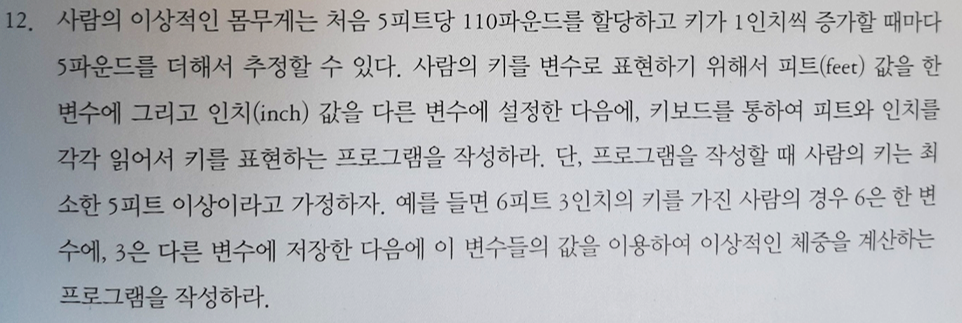 12. 사람의 이상적인 몸무게는 처음 5피트당 110파운드를 할당하고 키가 1인치씩 증가할 때마다
5파운드를 더해서 추정할 수 있다. 사람의 키를 변수로 표현하기 위해서 피트(feet) 값을 한
변수에 그리고 인치(inch) 값을 다른 변수에 설정한 다음에, 키보드를 통하여 피트와 인치를
각각 읽어서 키를 표현하는 프로그램을 작성하라. 단, 프로그램을 작성할 때 사람의 키는 최
소한 5피트 이상이라고 가정하자. 예를 들면 6피트 3인치의 키를 가진 사람의 경우 6은 한 변
수에, 3은 다른 변수에 저장한 다음에 이 변수들의 값을 이용하여 이상적인 체중을 계산하는
프로그램을 작성하라.